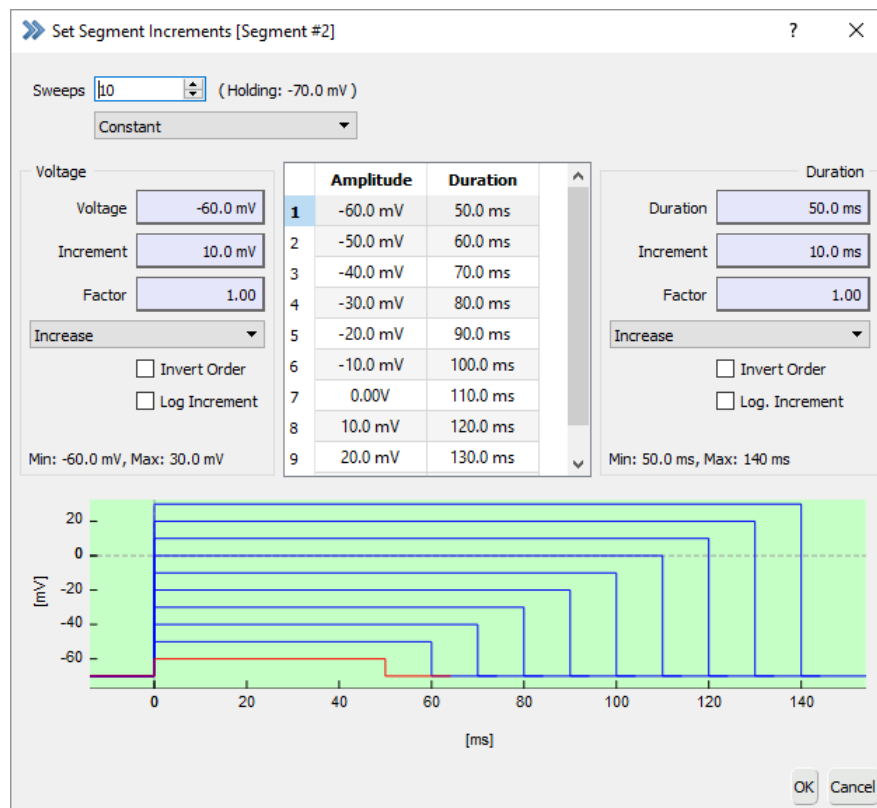 Set Segment Increments [Segment #2]
? X
Sweeps 10 ( Holding: -70.0 mV )
Constant
Voltage
Voltage -60.0 mV
Increment 10.0 mV
Factor 1.00
Increase
Invert Order
Log Increment
Min: -60.0 mV, Max: 30.0 mV
Amplitude Duration
1 -60.0 mV 50.0 ms
2 -50.0 mV 60.0 ms
3 -40.0 mV 70.0 ms
4 -30.0 mV 80.0 ms
5 -20.0 mV 90.0 ms
6 -10.0 mV 100.0 ms
7 0.00V 110.0 ms
8 10.0 mV 120.0 ms
9 20.0 mV 130.0 ms
Duration
Duration 50.0 ms
Increment 10.0 ms
Factor 1.00
Increase
Invert Order
Log. Increment
Min: 50.0 ms, Max: 140 ms
20
0
-20
-40
-60
[mV]
0 20 40 60 80 100 120 140
[ms]
OK Cancel